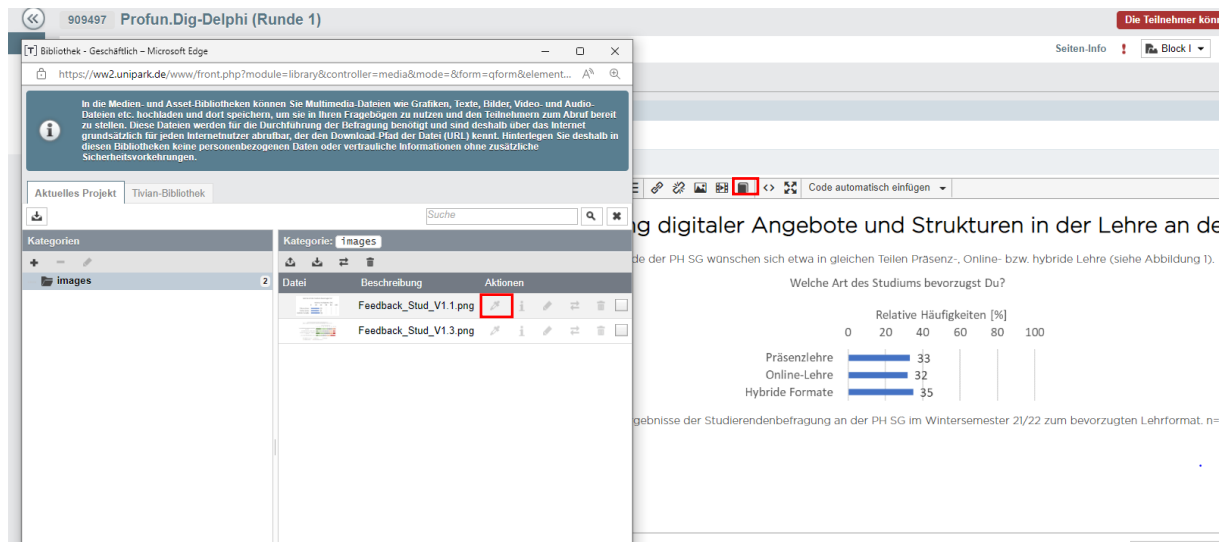 909497 Profun.Dig-Delphi (Runde 1)
Die Teilnehmer könn
[T] Bibliothek - Geschäftlich – Microsoft Edge
Seiten-Info
Block I
https://ww2.unipark.de/www/front.php?module=library&controller=media&mode=&form=qform&element...
In die Medien- und Asset-Bibliotheken können Sie Multimedia-Dateien wie Grafiken, Texte, Bilder, Video- und Audio-
Dateien etc. hochladen und dort speichern, um sie in Ihren Fragebögen zu nutzen und den Teilnehmern zum Abruf bereit
zu stellen. Diese Dateien werden für die Durchführung der Befragung benötigt und sind deshalb über das Internet
grundsätzlich für jeden Internetnutzer abrufbar, der den Download-Pfad der Datei (URL) kennt. Hinterlegen Sie deshalb in
diesen Bibliotheken keine personenbezogenen Daten oder vertrauliche Informationen ohne zusätzliche
Sicherheitsvorkehrungen.
Aktuelles Projekt
Tivian-Bibliothek
Suche
Kategorien
images
2
Kategorie: images
Datei Beschreibung Aktionen
Feedback_Stud_V1.1.png
Feedback_Stud_V1.3.png
Code automatisch einfügen
ng digitaler Angebote und Strukturen in der Lehre an de
de der PH SG wünschen sich etwa in gleichen Teilen Präsenz-, Online- bzw. hybride Lehre (siehe Abbildung 1).
Welche Art des Studiums bevorzugst Du?
Relative Häufigkeiten [%]
0 20 40 60 80 100
Präsenzlehre 33
Online-Lehre 32
Hybride Formate 35
rgebnisse der Studierendenbefragung an der PH SG im Wintersemester 21/22 zum bevorzugten Lehrformat. n=